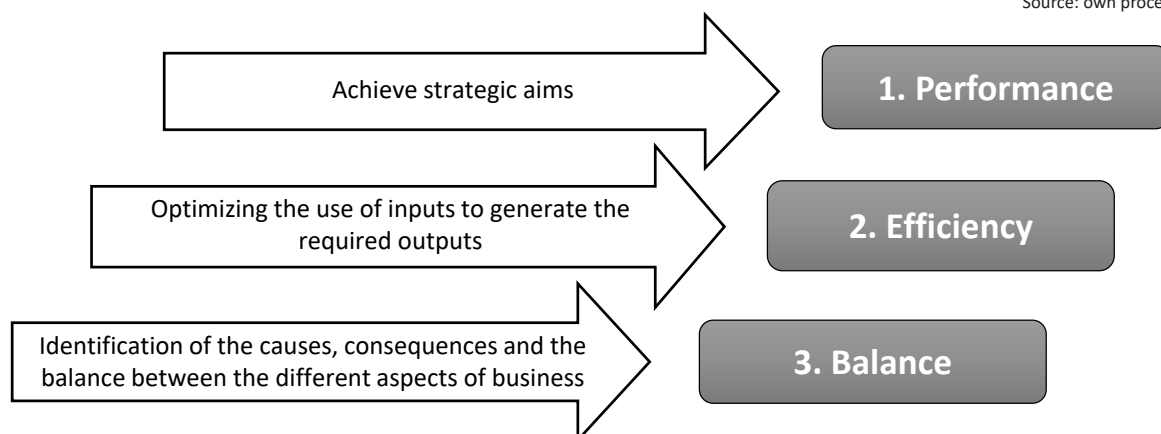 Source: own proce
Achieve strategic aims
1. Performance
Optimizing the use of inputs to generate the
required outputs
2. Efficiency
Identification of the causes, consequences and the
balance between the different aspects of business
3. Balance